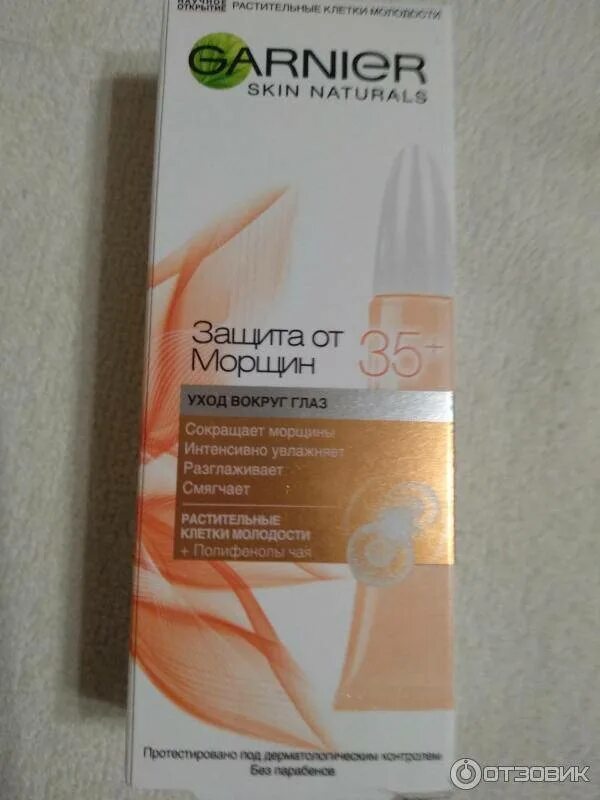 НАУЧНОЕ
ОТКРЫТИЕ
РАСТИТЕЛЬНЫЕ КЛЕТКИ МОЛОДОСТИ
GARNIER
SKIN NATURALS
Защита от
Морщин
35+
УХОД ВОКРУГ ГЛАЗ
Сокращает морщины
Интенсивно увлажняет
Разглаживает
Смягчает
РАСТИТЕЛЬНЫЕ
КЛЕТКИ МОЛОДОСТИ
+ Полифенолы чая
Протестировано под дерматологическим контролем
Без парабенов
ОТЗОВИК